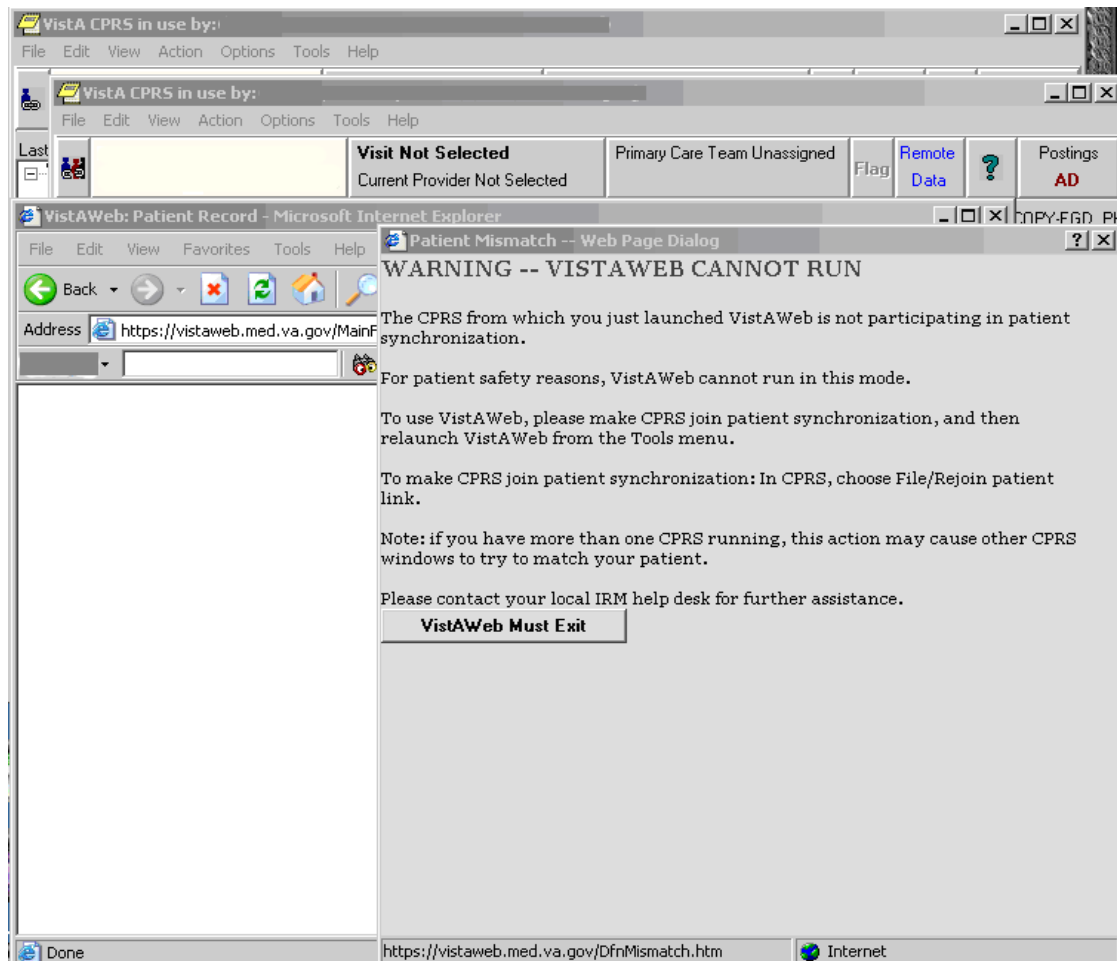 VistA CPRS in use by:
File Edit View Action Options Tools Help
VistA CPRS in use by:
File Edit View Action Options Tools Help
Last
Visit Not Selected
Current Provider Not Selected
Primary Care Team Unassigned
Flag
Remote
Data
?
Postings
AD
VistAWeb: Patient Record - Microsoft Internet Explorer
File Edit View Favorites Tools Help
Back
Address https://vistaweb.med.va.gov/MainF
Patient Mismatch -- Web Page Dialog
WARNING -- VISTAWEB CANNOT RUN
The CPRS from which you just launched VistAWeb is not participating in patient
synchronization.
For patient safety reasons, VistAWeb cannot run in this mode.
To use VistAWeb, please make CPRS join patient synchronization, and then
relaunch VistAWeb from the Tools menu.
To make CPRS join patient synchronization: In CPRS, choose File/Rejoin patient
link.
Note: if you have more than one CPRS running, this action may cause other CPRS
windows to try to match your patient.
Please contact your local IRM help desk for further assistance.
VistAWeb Must Exit
Done
https://vistaweb.med.va.gov/DfnMismatch.htm
Internet